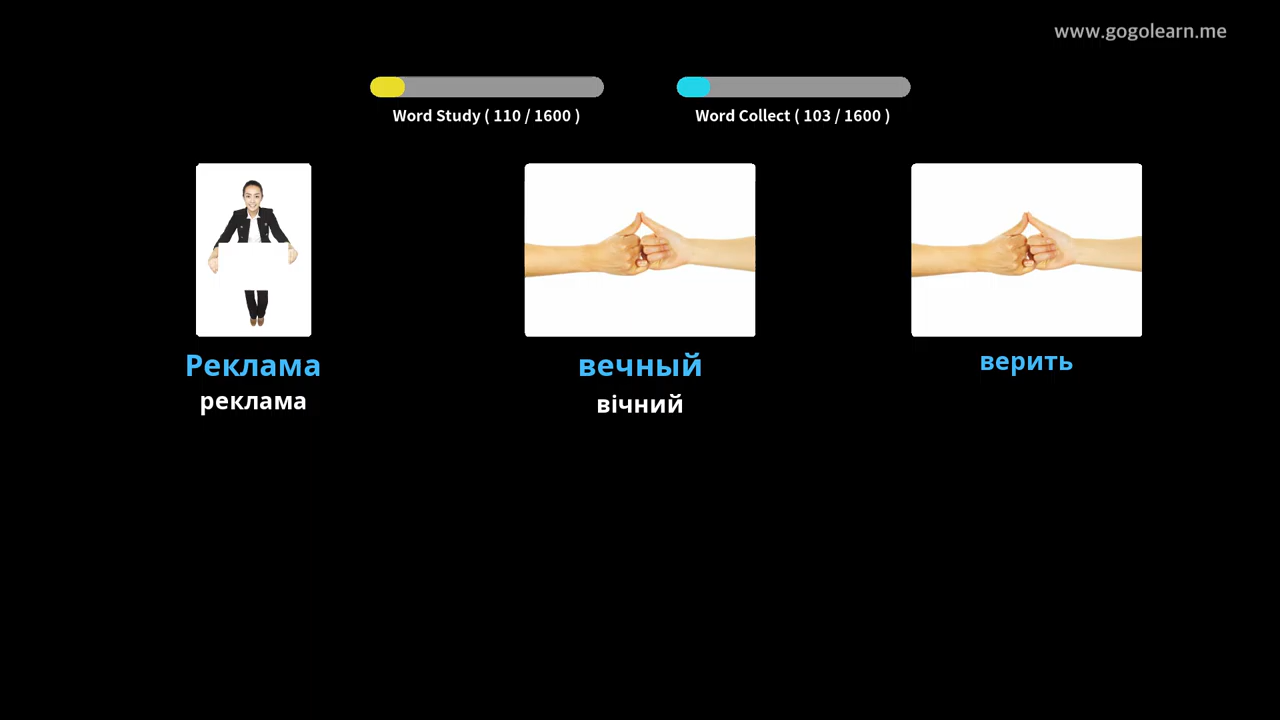 www.gogolearn.me
Word Study ( 110 / 1600 )
Word Collect ( 103 / 1600 )
Реклама
реклама
вечный
вічний
верить